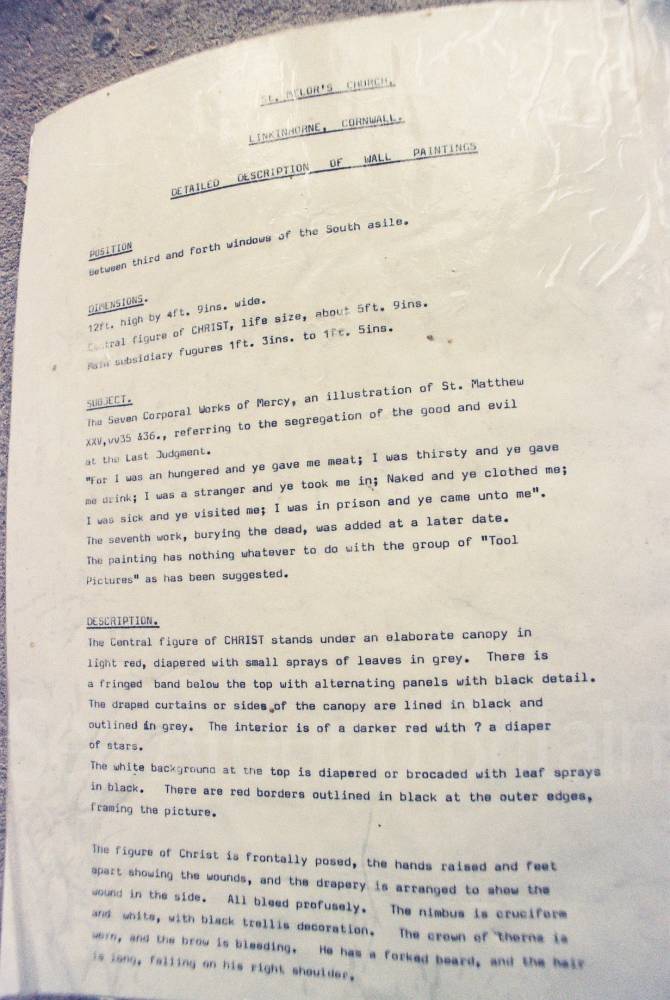 ST. MELOR'S CHURCH,
LINKINHORNE, CORNWALL.
DETAILED DESCRIPTION OF WALL PAINTINGS
POSITION
Between third and forth windows of the South asile.
DIMENSIONS.
12ft. high by 4ft. 9ins. wide.
Central figure of CHRIST, life size, about 5ft. 9ins.
Main subsidiary fugures 1ft. 3ins. to 1ft. 5ins.
SUBJECT.
The Seven Corporal Works of Mercy, an illustration of St. Matthew
XXV,vv35 &36., referring to the segregation of the good and evil
at the Last Judgment.
"For I was an hungered and ye gave me meat; I was thirsty and ye gave
me drink; I was a stranger and ye took me in; Naked and ye clothed me;
I was sick and ye visited me; I was in prison and ye came unto me".
The seventh work, burying the dead, was added at a later date.
The painting has nothing whatever to do with the group of "Tool
Pictures" as has been suggested.
DESCRIPTION.
The Central figure of CHRIST stands under an elaborate canopy in
light red, diapered with small sprays of leaves in grey. There is
a fringed band below the top with alternating panels with black detail.
The draped curtains or sides of the canopy are lined in black and
outlined in grey. The interior is of a darker red with ? a diaper
of stars.
The white background at the top is diapered or brocaded with leaf sprays
in black. There are red borders outlined in black at the outer edges,
framing the picture.
The figure of Christ is frontally posed, the hands raised and feet
apart showing the wounds, and the drapery is arranged to show the
wound in the side. All bleed profusely. The nimbus is cruciform
and white, with black trellis decoration. The crown of thorns is
worn, and the brow is bleeding. He has a forked beard, and the hair
is long, falling on his right shoulder.